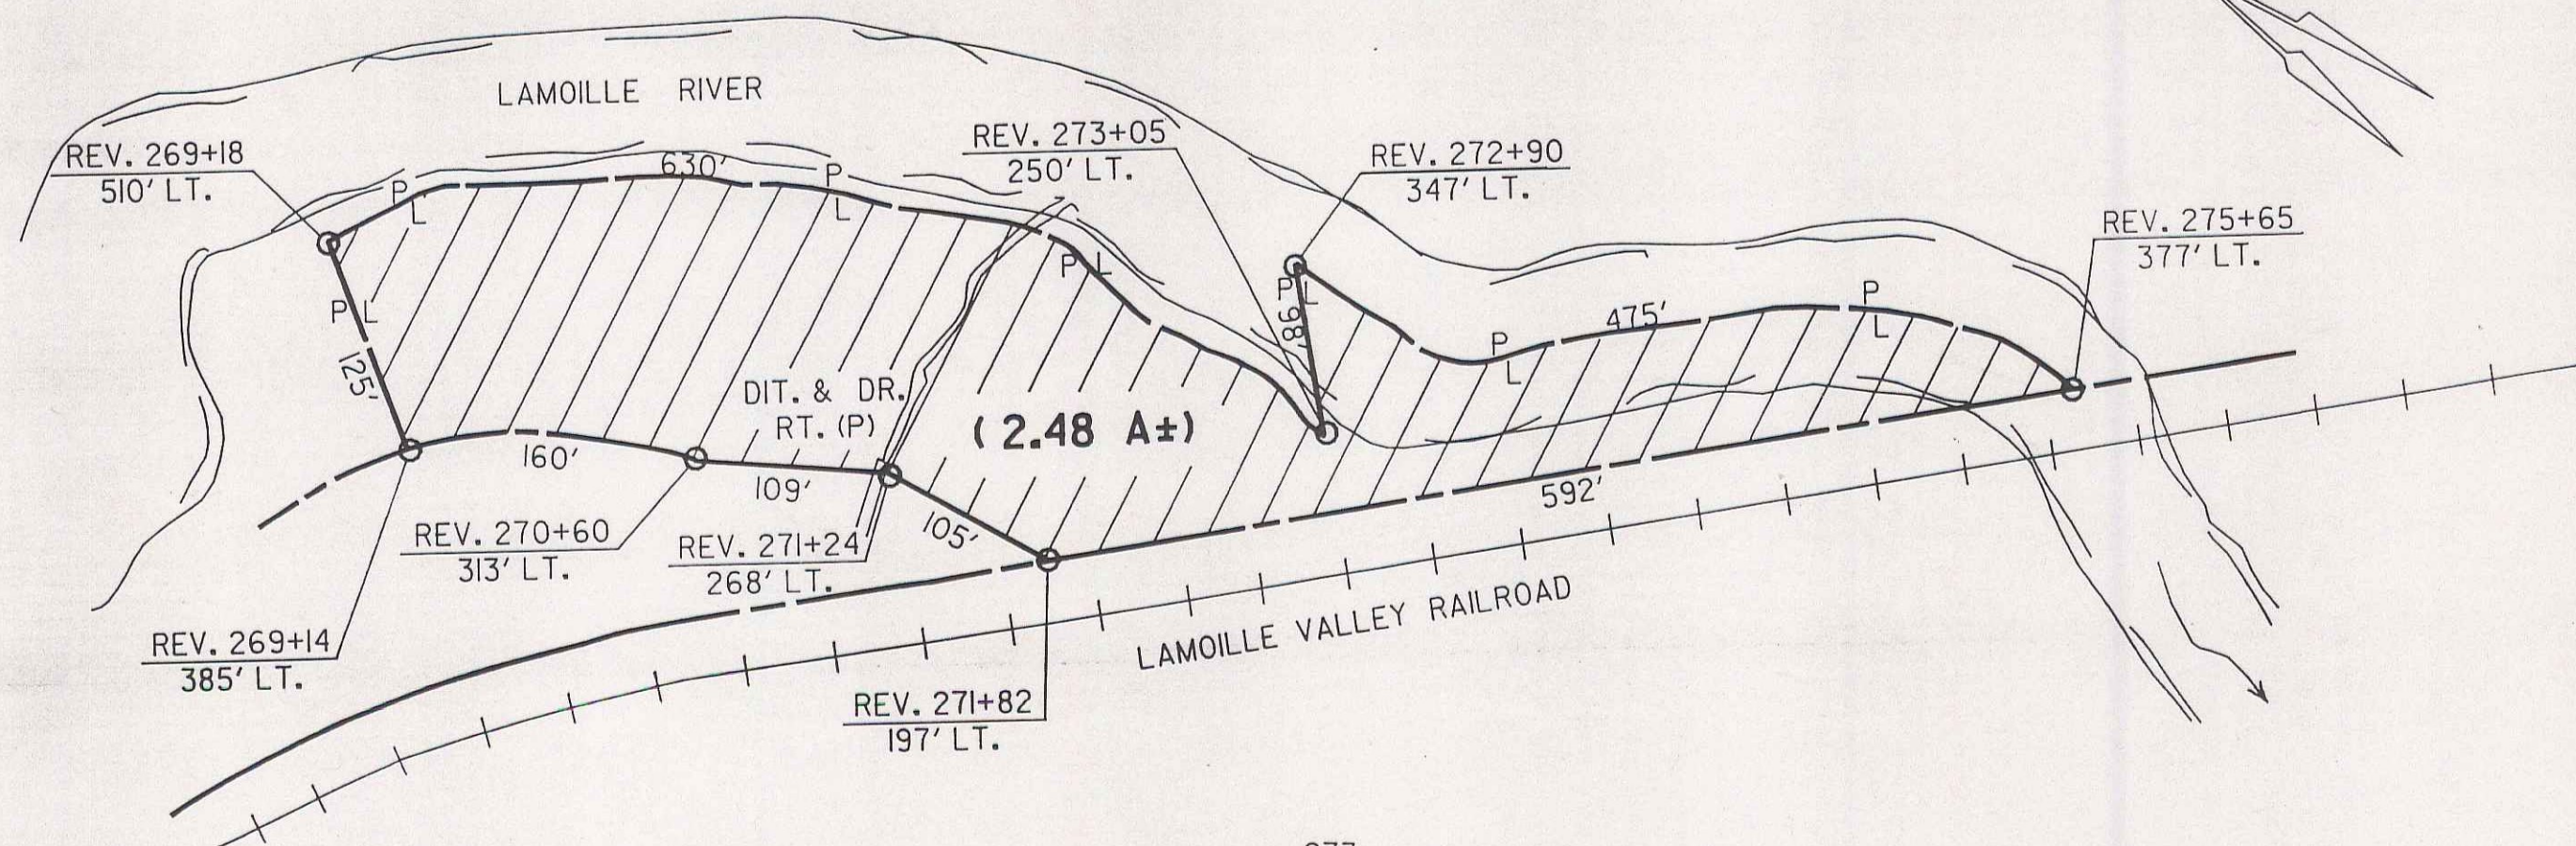 LAMOILLE RIVER
REV. 269+18
510' LT.
630'
P
L
P
L
REV. 273+05
250' LT.
REV. 272+90
347' LT.
REV. 275+65
377' LT.
P L
P L
P L
98'
125'
P
L
475'
P
L
DIT. & DR.
RT. (P)
( 2.48 A±)
160'
109'
105'
592'
REV. 270+60
313' LT.
REV. 271+24
268' LT.
REV. 269+14
385' LT.
LAMOILLE VALLEY RAILROAD
REV. 271+82
197' LT.